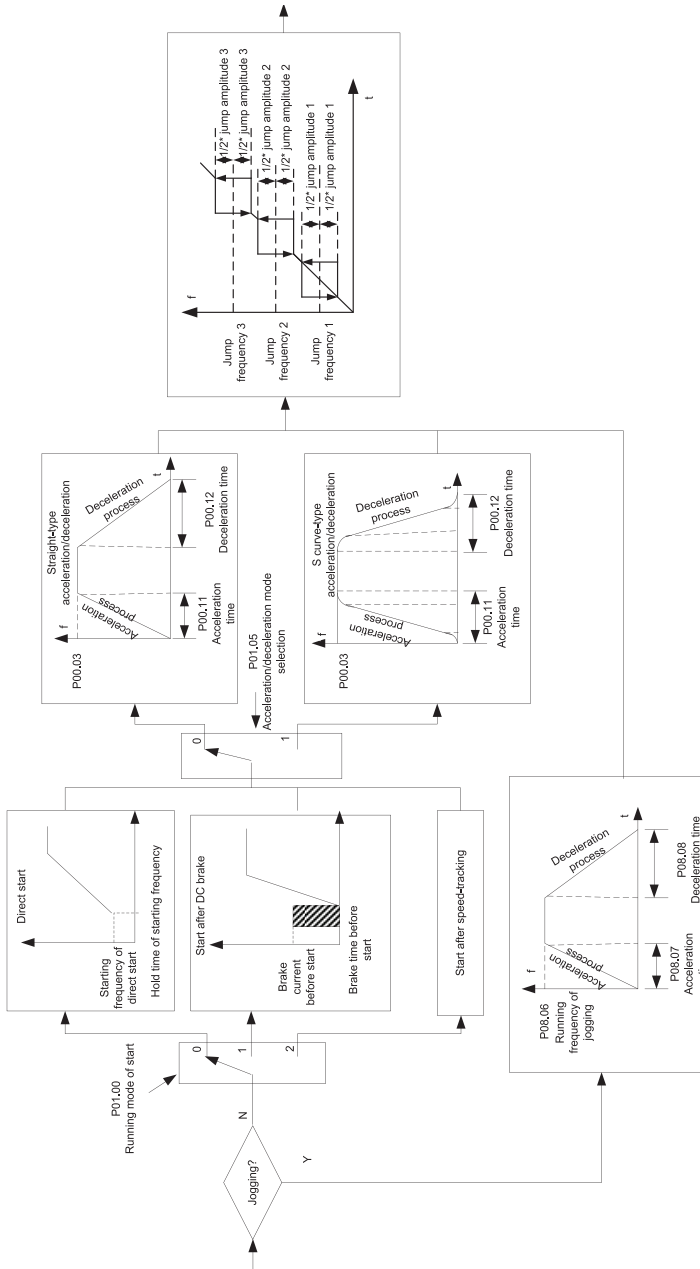 Jogging?
N
Y
P01.00
Running mode of start
0
1
2
Direct start
Starting
frequency of
direct start
Hold time of starting frequency
Start after DC brake
Brake
current
before start
Brake time before
start
Start after speed-tracking
P08.06
Running
frequency of
jogging
f
Acceleration
process
Deceleration
process
t
P08.07
Acceleration
P08.08
Deceleration time
0
1
P01.05
Acceleration/deceleration mode
selection
Straight-type
acceleration/deceleration
f
P00.03
Acceleration
process
Deceleration
process
t
P00.11
Acceleration
time
P00.12
Deceleration time
S curve-type
acceleration/deceleration
f
P00.03
Acceleration
process
Deceleration
process
t
P00.11
Acceleration
time
P00.12
Deceleration time
f
Jump
frequency 3
Jump
frequency 2
Jump
frequency 1
1/2* jump amplitude 3
1/2* jump amplitude 3
1/2* jump amplitude 2
1/2* jump amplitude 2
1/2* jump amplitude 1
1/2* jump amplitude 1
t